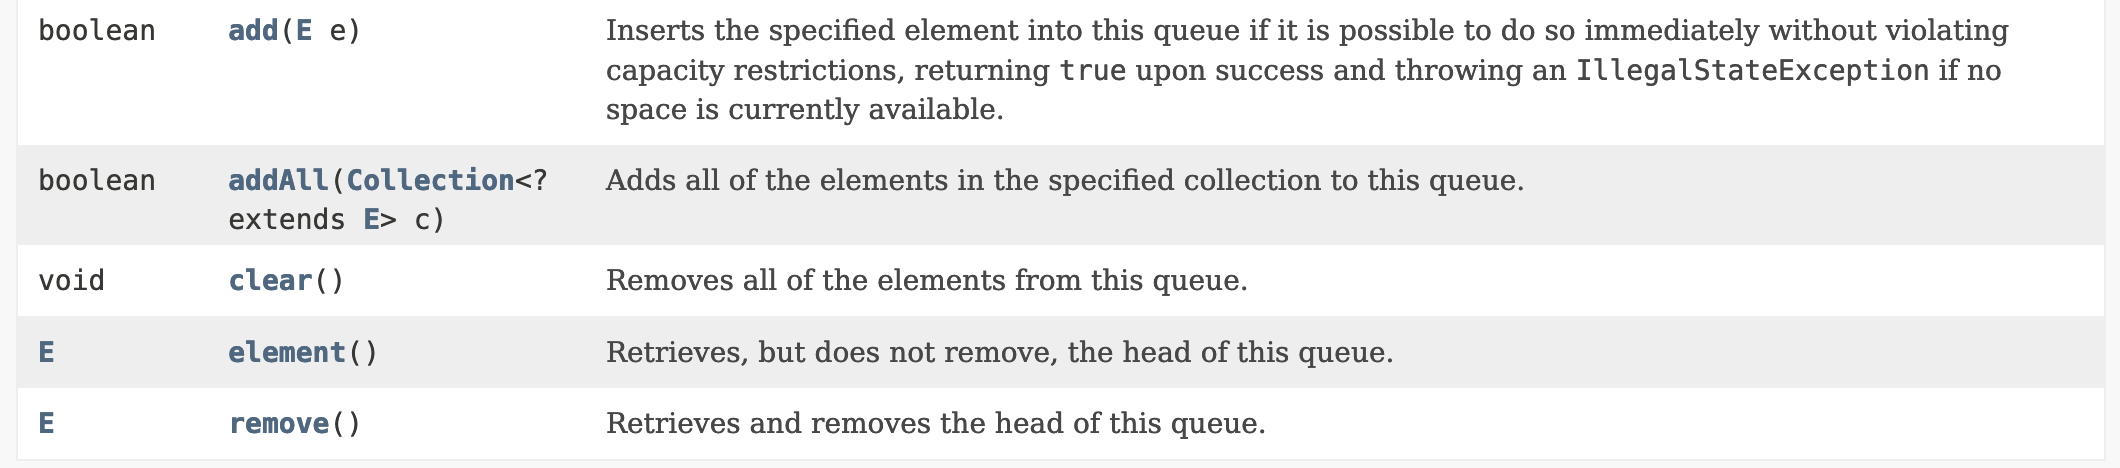 boolean add(E e) Inserts the specified element into this queue if it is possible to do so immediately without violating
capacity restrictions, returning true upon success and throwing an IllegalStateException if no
space is currently available.
boolean addAll(Collection<? Adds all of the elements in the specified collection to this queue.
extends E> c)
void clear() Removes all of the elements from this queue.
E element() Retrieves, but does not remove, the head of this queue.
E remove() Retrieves and removes the head of this queue.